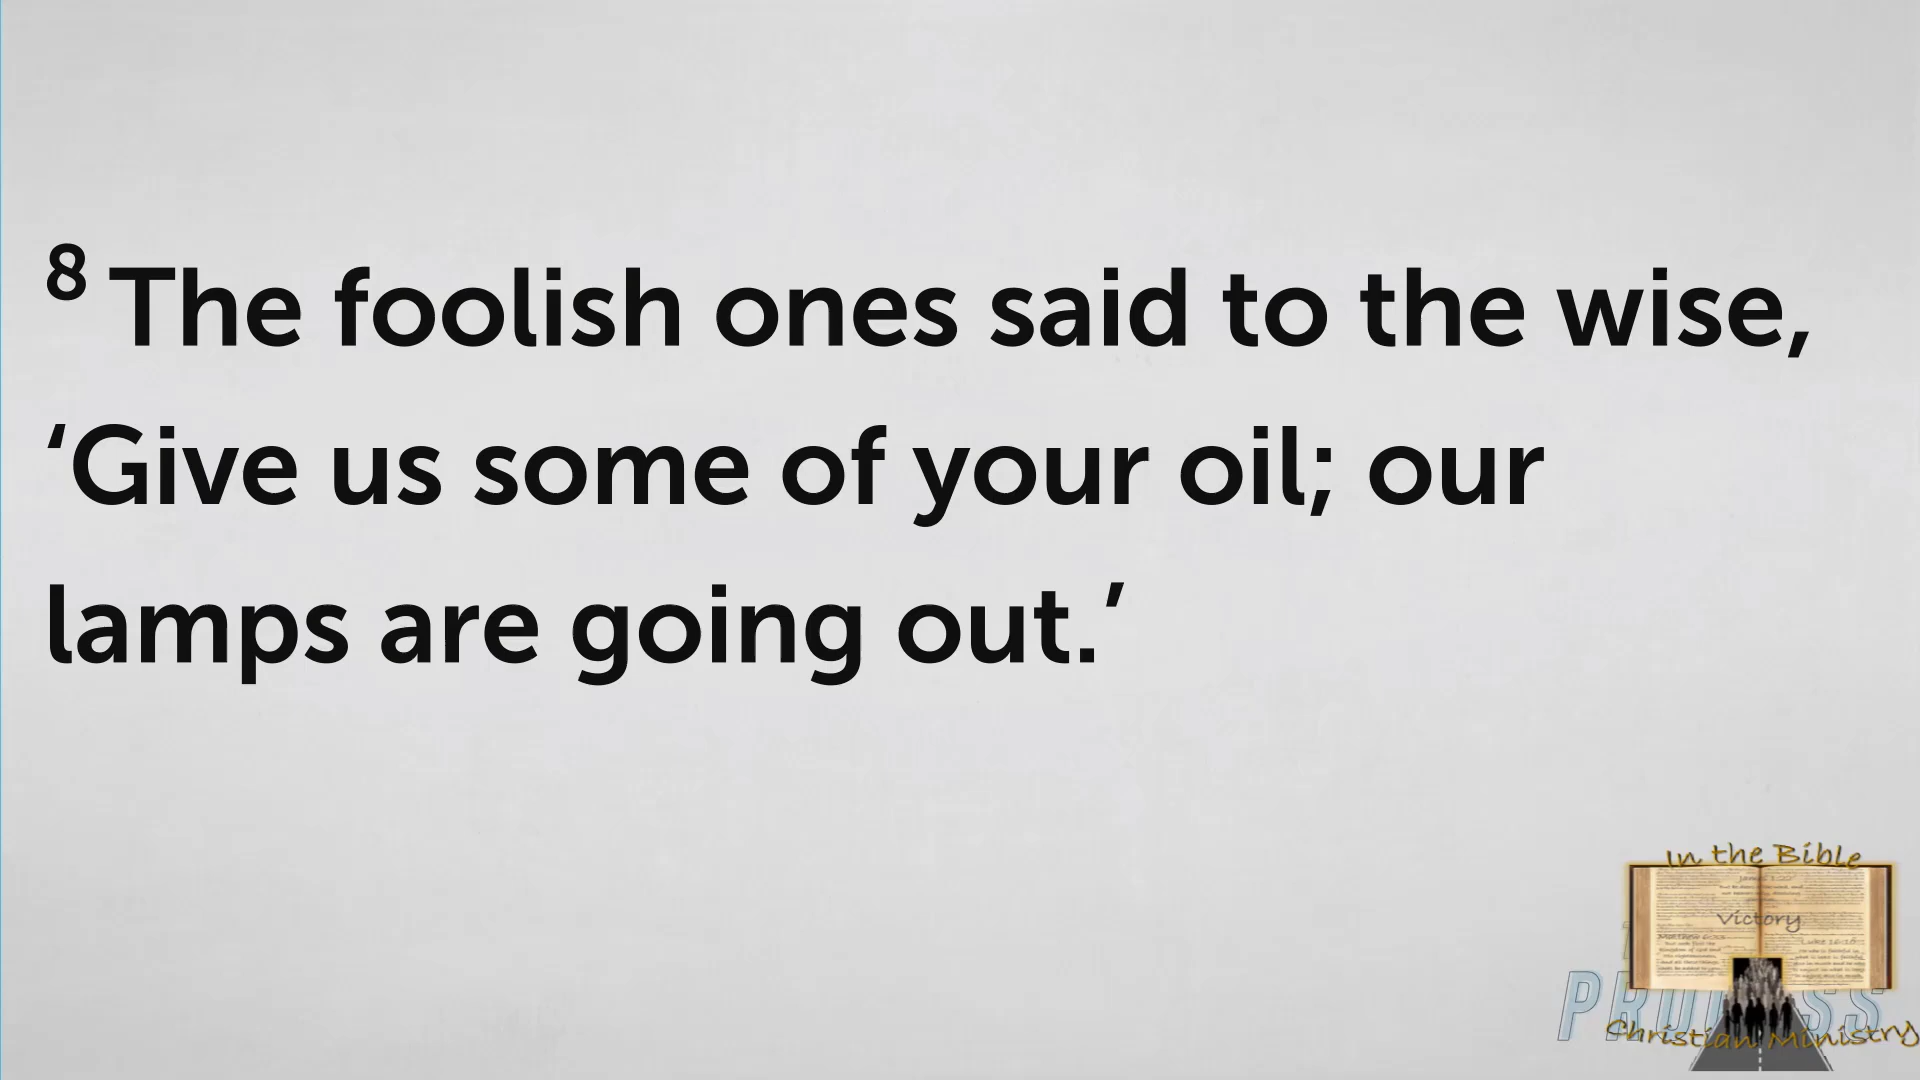 8 The foolish ones said to the wise,
‘Give us some of your oil; our
lamps are going out.’
In the Bible
Victory
Christian Ministry